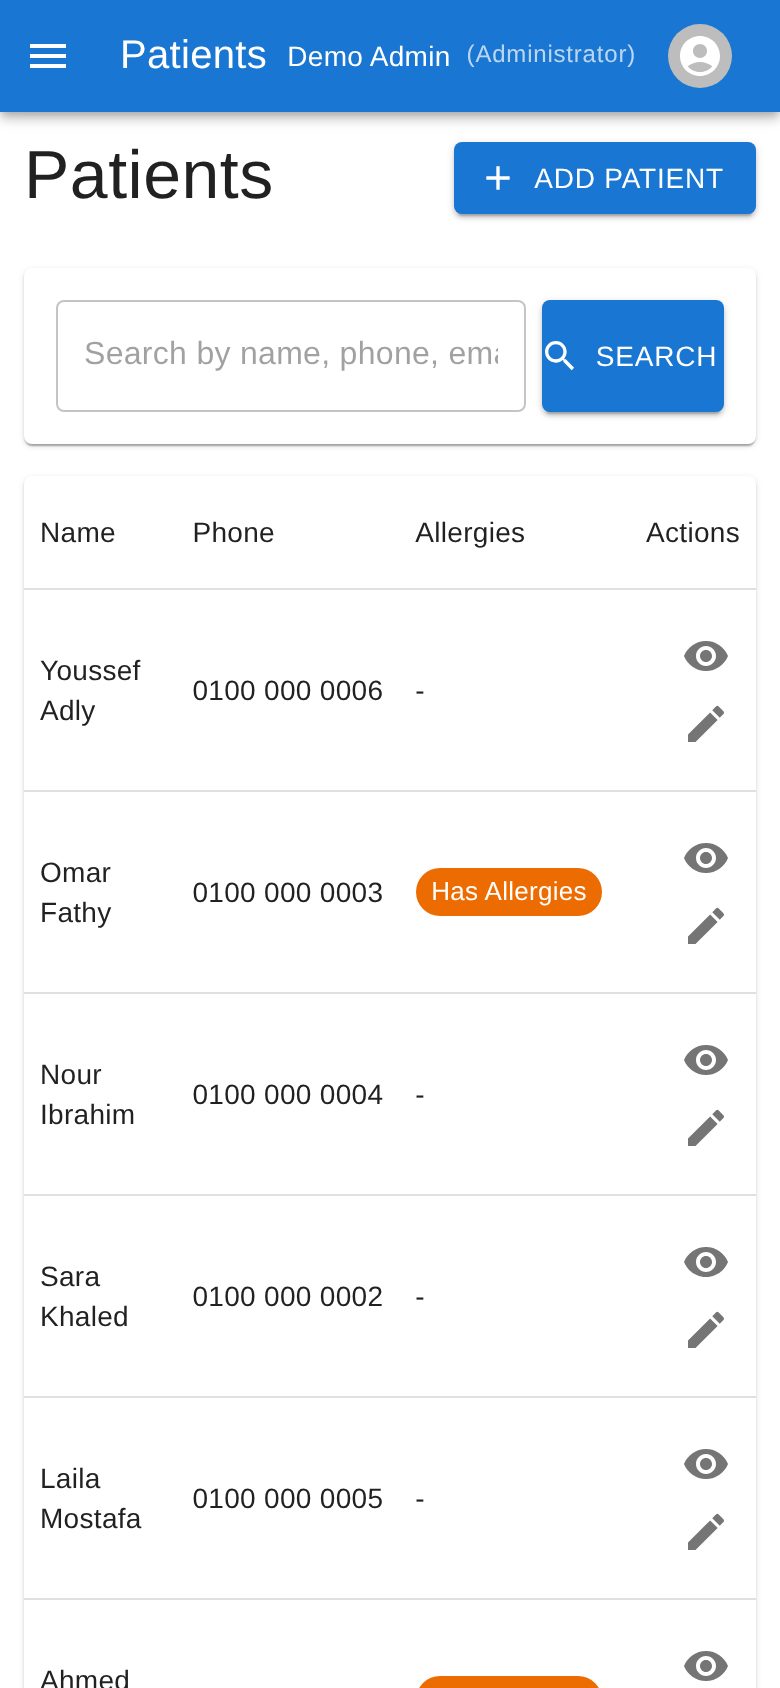 Patients Demo Admin (Administrator)
Patients
ADD PATIENT
Search by name, phone, ema
SEARCH
Name Phone Allergies Actions
Youssef
Adly
0100 000 0006 -
Omar
Fathy
0100 000 0003 Has Allergies
Nour
Ibrahim
0100 000 0004 -
Sara
Khaled
0100 000 0002 -
Laila
Mostafa
0100 000 0005 -
Ahmed